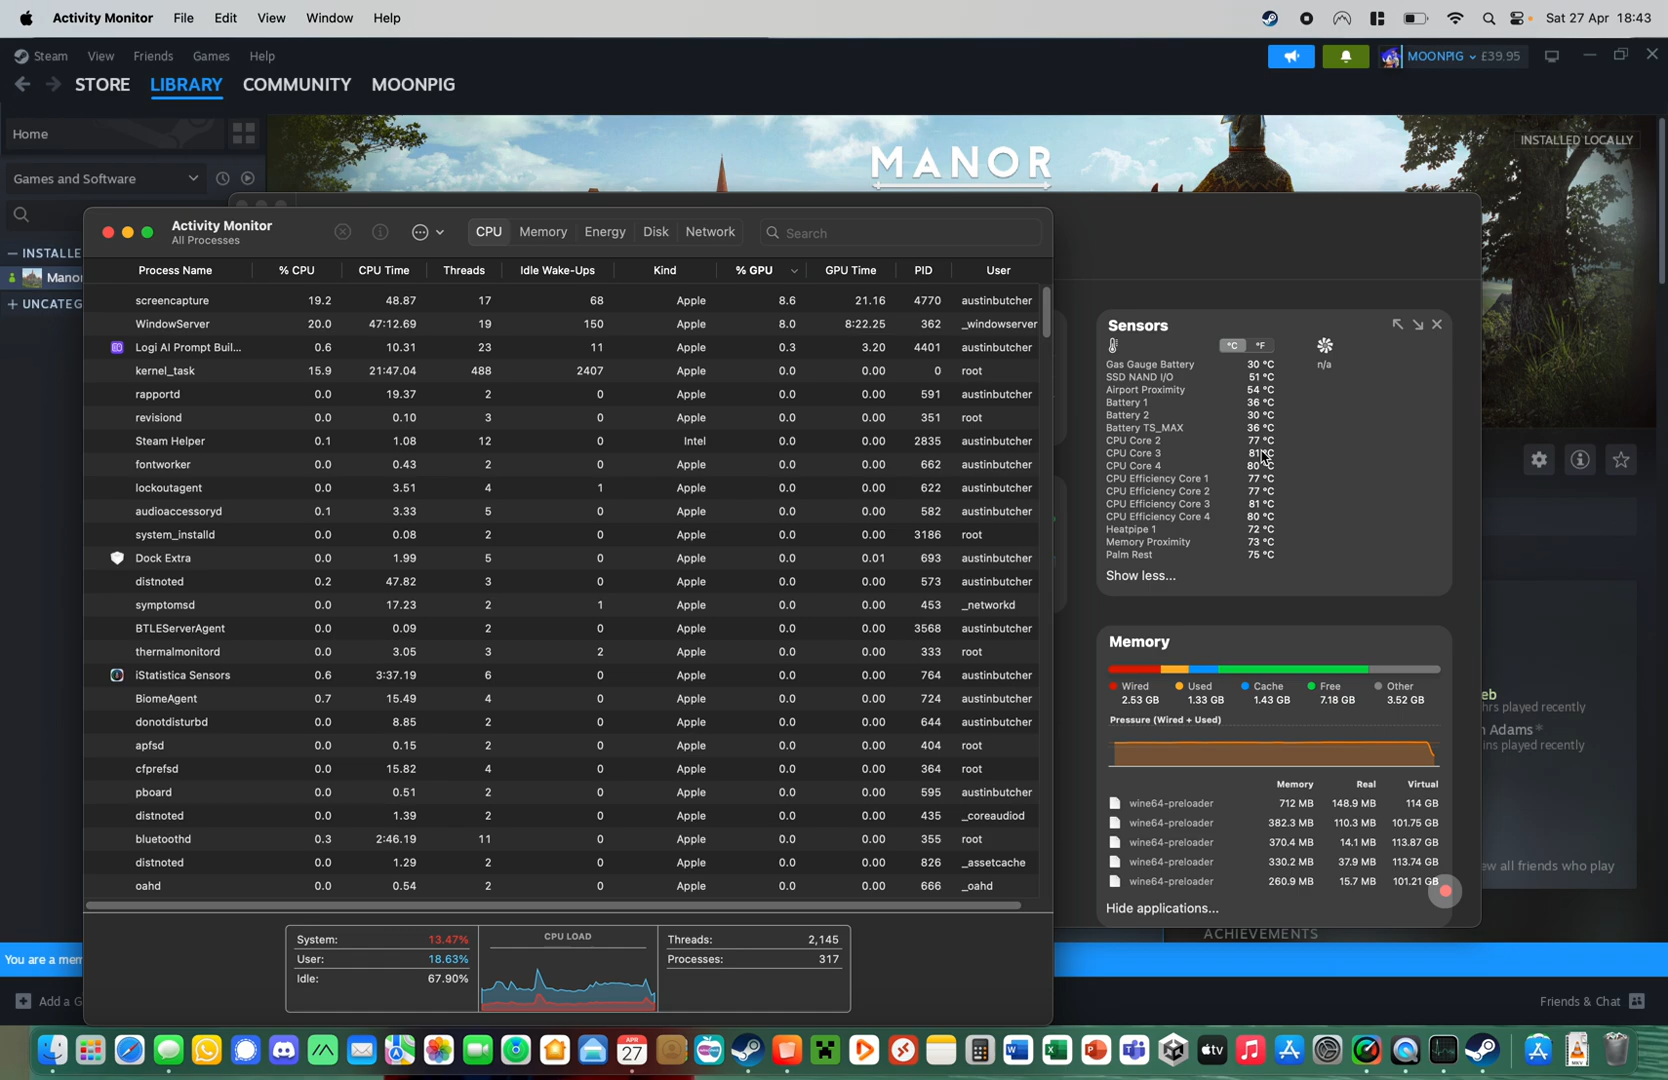 Activity Monitor File Edit View Window Help
Sat 27 Apr 18:43
Steam View Friends Games Help
MOONPIG £39.95
STORE LIBRARY COMMUNITY MOONPIG
Home
MANOR
INSTALLED LOCALLY
Games and Software
INSTALLE
Manor
UNCATEG
Activity Monitor
All Processes
CPU Memory Energy Disk Network
Search
Process Name % CPU CPU Time Threads Idle Wake-Ups Kind % GPU GPU Time PID User
screencapture 19.2 48.87 17 68 Apple 8.6 21.16 4770 austinbutcher
WindowServer 20.0 47:12.69 19 150 Apple 8.0 8:22.25 362 _windowserver
Logi AI Prompt Buil... 0.6 10.31 23 11 Apple 0.3 3.20 4401 austinbutcher
kernel_task 15.9 21:47.04 488 2407 Apple 0.0 0.00 0 root
rapportd 0.0 19.37 2 0 Apple 0.0 0.00 591 austinbutcher
revisiond 0.0 0.10 3 0 Apple 0.0 0.00 351 root
Steam Helper 0.1 1.08 12 0 Intel 0.0 0.00 2835 austinbutcher
fontworker 0.0 0.43 2 0 Apple 0.0 0.00 662 austinbutcher
lockoutagent 0.0 3.51 4 1 Apple 0.0 0.00 622 austinbutcher
audioaccessoryd 0.1 3.33 5 0 Apple 0.0 0.00 582 austinbutcher
system_installd 0.0 0.08 2 0 Apple 0.0 0.00 3186 root
Dock Extra 0.0 1.99 5 0 Apple 0.0 0.01 693 austinbutcher
distnoted 0.2 47.82 3 0 Apple 0.0 0.00 573 austinbutcher
symptomsd 0.0 17.23 2 1 Apple 0.0 0.00 453 _networkd
BTLEServerAgent 0.0 0.09 2 0 Apple 0.0 0.00 3568 austinbutcher
thermalmonitord 0.0 3.05 3 2 Apple 0.0 0.00 333 root
iStatistica Sensors 0.6 3:37.19 6 0 Apple 0.0 0.00 764 austinbutcher
BiomeAgent 0.7 15.49 4 0 Apple 0.0 0.00 724 austinbutcher
donotdisturbd 0.0 8.85 2 0 Apple 0.0 0.00 644 austinbutcher
apfsd 0.0 0.15 2 0 Apple 0.0 0.00 404 root
cfprefsd 0.0 15.82 4 0 Apple 0.0 0.00 364 root
pboard 0.0 0.51 2 0 Apple 0.0 0.00 595 austinbutcher
distnoted 0.0 1.39 2 0 Apple 0.0 0.00 435 _coreaudiod
bluetoothd 0.3 2:46.19 11 0 Apple 0.0 0.00 355 root
distnoted 0.0 1.29 2 0 Apple 0.0 0.00 826 _assetcache
oahd 0.0 0.54 2 0 Apple 0.0 0.00 666 _oahd
System: 13.47%
User: 18.63%
Idle: 67.90%
CPU LOAD
Threads: 2,145
Processes: 317
Sensors
°C °F
Gas Gauge Battery 30 °C n/a
SSD NAND I/O 51 °C
Airport Proximity 54 °C
Battery 1 36 °C
Battery 2 30 °C
Battery TS_MAX 36 °C
CPU Core 2 77 °C
CPU Core 3 81 °C
CPU Core 4 80 °C
CPU Efficiency Core 1 77 °C
CPU Efficiency Core 2 77 °C
CPU Efficiency Core 3 81 °C
CPU Efficiency Core 4 80 °C
Heatpipe 1 72 °C
Memory Proximity 73 °C
Palm Rest 75 °C
Show less...
Memory
Wired Used Cache Free Other
2.53 GB 1.33 GB 1.43 GB 7.18 GB 3.52 GB
Pressure (Wired + Used)
Memory Real Virtual
wine64-preloader 712 MB 148.9 MB 114 GB
wine64-preloader 382.3 MB 110.3 MB 101.75 GB
wine64-preloader 370.4 MB 14.1 MB 113.87 GB
wine64-preloader 330.2 MB 37.9 MB 113.74 GB
wine64-preloader 260.9 MB 15.7 MB 101.21 GB
Hide applications...
eb
hrs played recently
n Adams*
ins played recently
ew all friends who play
ACHIEVEMENTS
You are a mem
Add a G
Friends & Chat
APR
27
tv